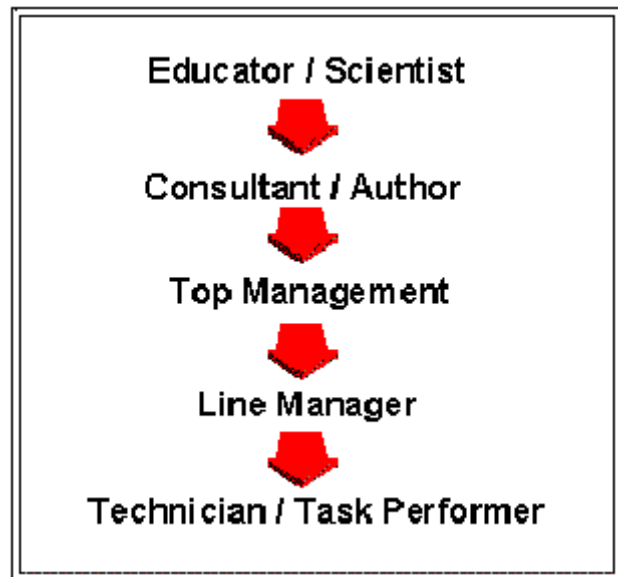 Educator / Scientist
Consultant / Author
Top Management
Line Manager
Technician / Task Performer